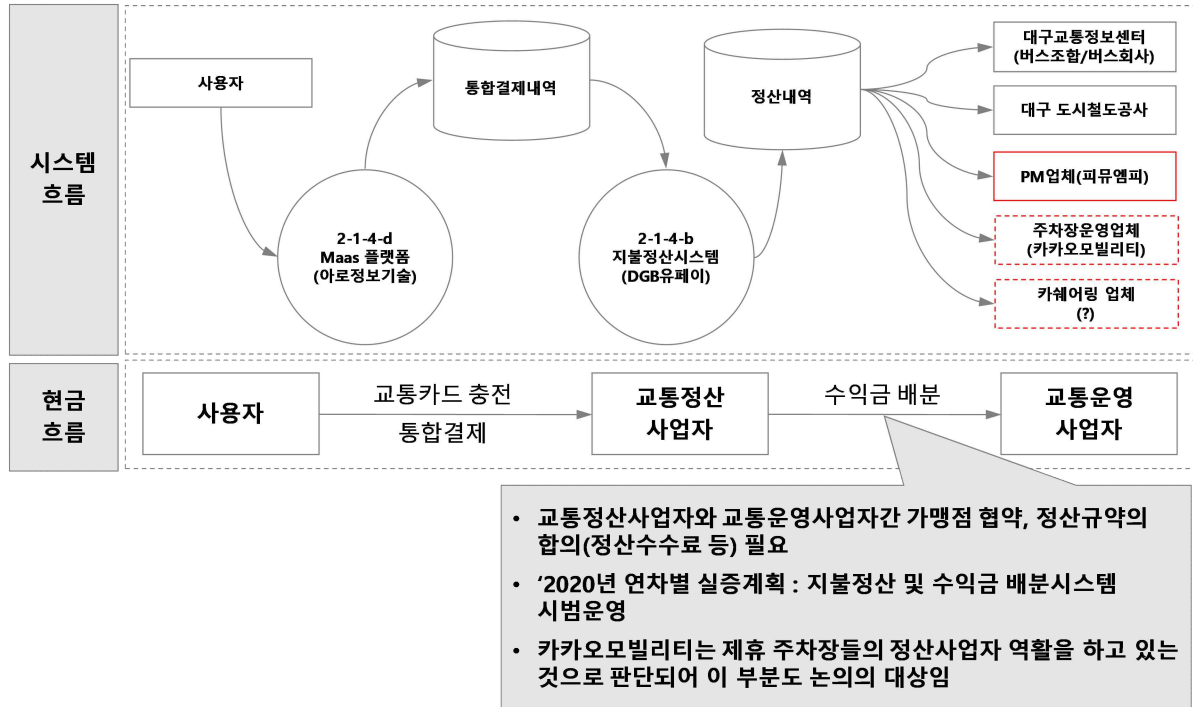 시스템
흐름
사용자
2-1-4-d
Maas 플랫폼
(아로정보기술)
통합결제내역
2-1-4-b
지불정산시스템
(DGB유페이)
정산내역
대구교통정보센터
(버스조합/버스회사)
대구 도시철도공사
PM업체(피뮤엠피)
주차장운영업체
(카카오모빌리티)
카쉐어링 업체
(?)
현금
흐름
사용자
교통카드 충전
통합결제
교통정산
사업자
수익금 배분
교통운영
사업자
• 교통정산사업자와 교통운영사업자간 가맹점 협약, 정산규약의
합의(정산수수료 등) 필요
• ‘2020년 연차별 실증계획 : 지불정산 및 수익금 배분시스템
시범운영
• 카카오모빌리티는 제휴 주차장들의 정산사업자 역활을 하고 있는
것으로 판단되어 이 부분도 논의의 대상임